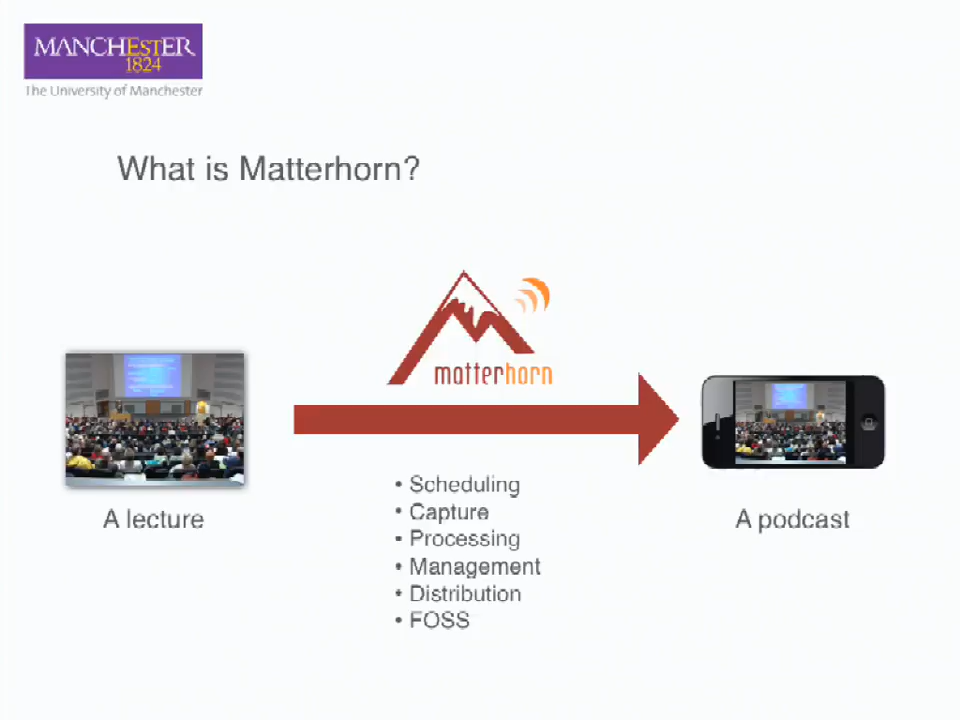 MANCHESTER
1824
The University of Manchester
What is Matterhorn?
matterhorn
A lecture
• Scheduling
• Capture
• Processing
• Management
• Distribution
• FOSS
A podcast